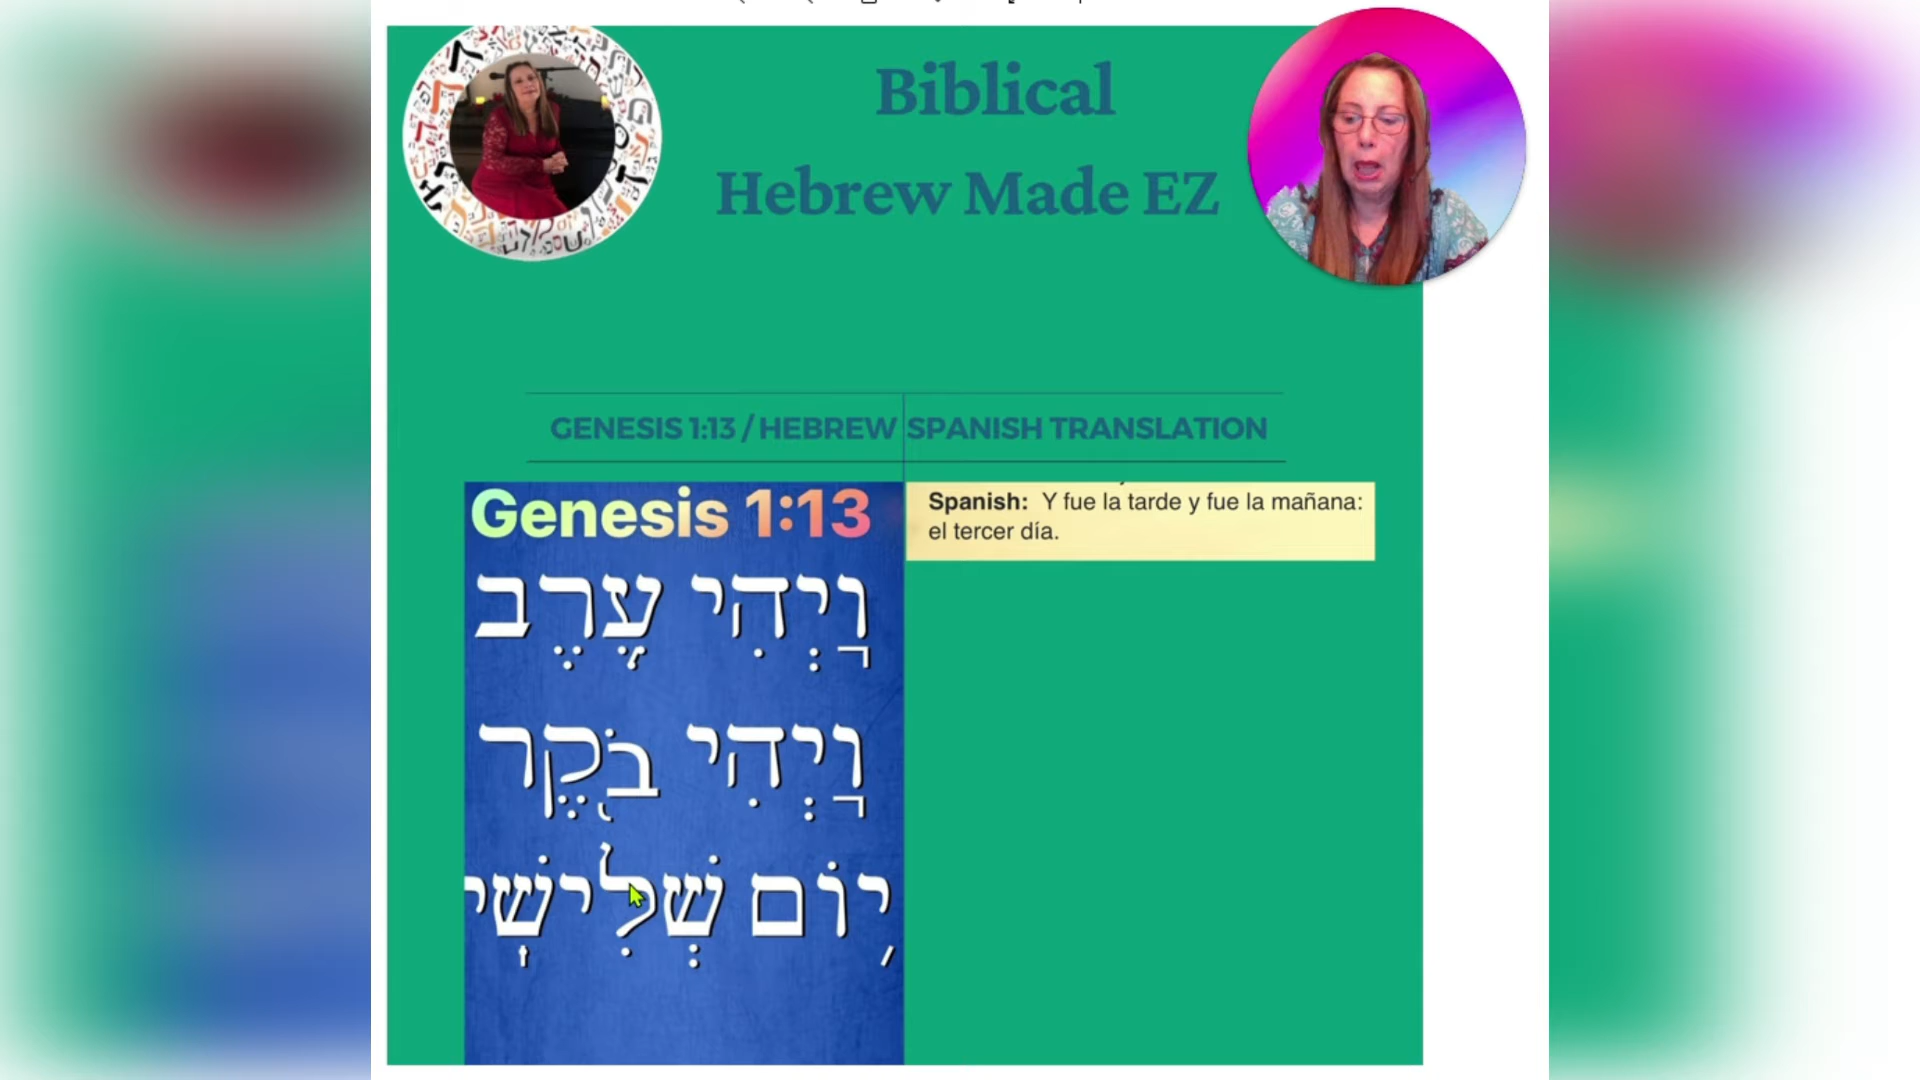 Biblical
Hebrew Made EZ
GENESIS 1:13 / HEBREW
SPANISH TRANSLATION
Genesis 1:13
וַֽיְהִי עָ֥רֶב
וַֽיְהִי בֹ֖קֶר
י֥וֹם שְׁלִישִֽׁי
Spanish: Y fue la tarde y fue la mañana:
el tercer día.